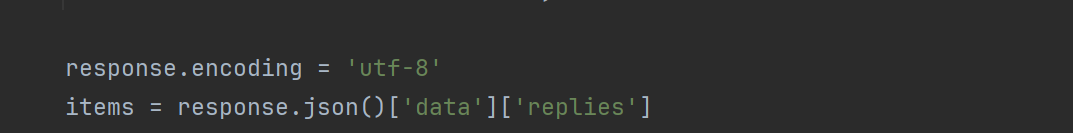 response.encoding = 'utf-8'
items = response.json()['data']['replies']